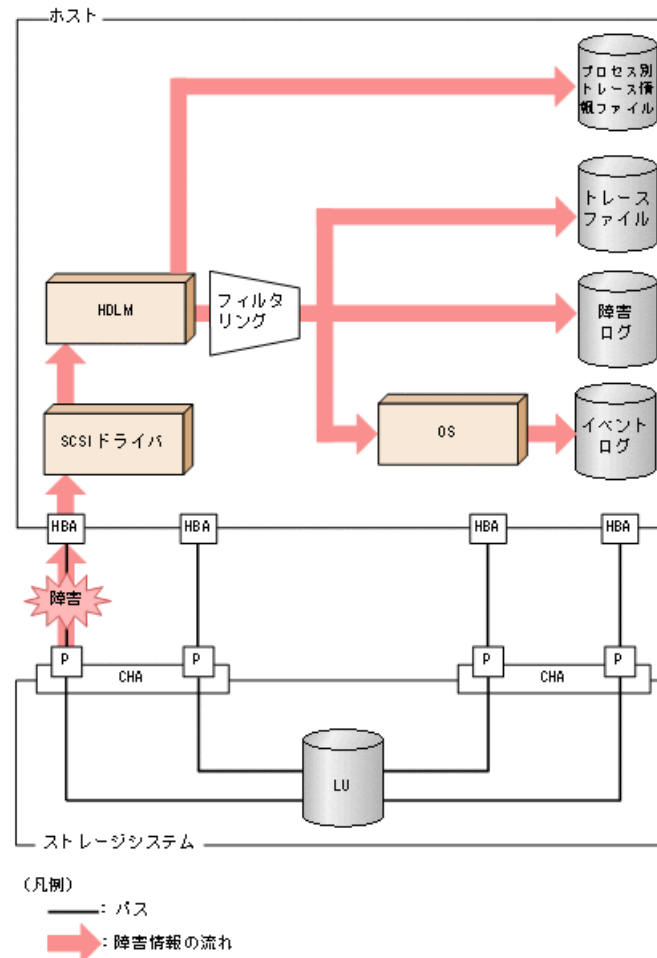 ホスト
プロセス別
トレース情
報ファイル
トレース
ファイル
HDLM
フィルタ
リング
障害
ログ
SCSIドライバ
OS
イベント
ログ
HBA
HBA
HBA
HBA
障害
P
P
P
P
CHA
CHA
LU
ストレージシステム
(凡例)
: パス
: 障害情報の流れ